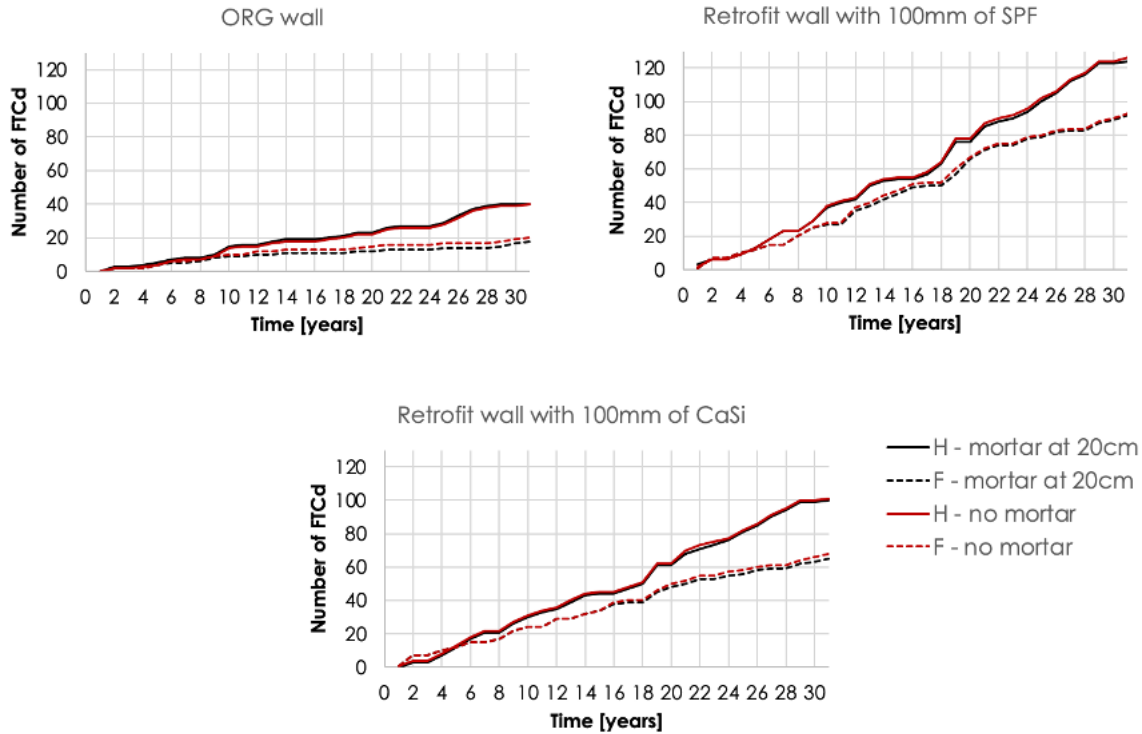 ORG wall
Number of FTCd
120
100
80
60
40
20
0
0 2 4 6 8 10 12 14 16 18 20 22 24 26 28 30
Time [years]
Retrofit wall with 100mm of SPF
Number of FTCd
120
100
80
60
40
20
0
0 2 4 6 8 10 12 14 16 18 20 22 24 26 28 30
Time [years]
Retrofit wall with 100mm of CaSi
Number of FTCd
120
100
80
60
40
20
0
0 2 4 6 8 10 12 14 16 18 20 22 24 26 28 30
Time [years]
H - mortar at 20cm
F - mortar at 20cm
H - no mortar
F - no mortar